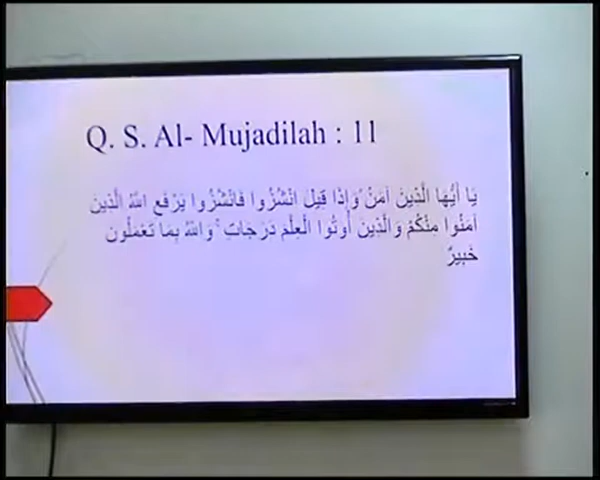 Q. S. Al- Mujadilah : 11
يَا أَيُّهَا الَّذِينَ آمَنُ ۖ وَإِذَا قِيلَ انْشُزُوا فَانْشُزُوا يَرْفَعِ اللَّهُ الَّذِينَ
آمَنُوا مِنْكُمْ وَالَّذِينَ أُوتُوا الْعِلْمَ دَرَجَاتٍ ۚ وَاللَّهُ بِمَا تَعْمَلُونَ
خَبِيرٌ